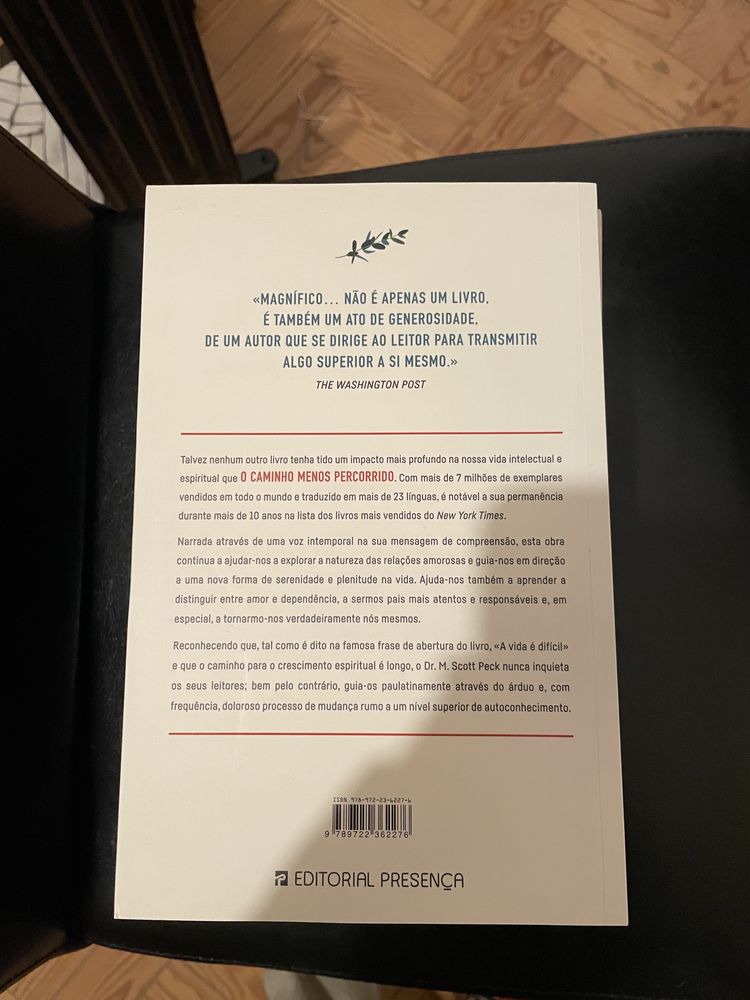 «MAGNÍFICO... NÃO É APENAS UM LIVRO,
É TAMBÉM UM ATO DE GENEROSIDADE,
DE UM AUTOR QUE SE DIRIGE AO LEITOR PARA TRANSMITIR
ALGO SUPERIOR A SI MESMO.»
THE WASHINGTON POST
Talvez nenhum outro livro tenha tido um impacto mais profundo na nossa vida intelectual e
espiritual que O CAMINHO MENOS PERCORRIDO. Com mais de 7 milhões de exemplares
vendidos em todo o mundo e traduzido em mais de 23 línguas, é notável a sua permanência
durante mais de 10 anos na lista dos livros mais vendidos do New York Times.
Narrada através de uma voz intemporal na sua mensagem de compreensão, esta obra
continua a ajudar-nos a explorar a natureza das relações amorosas e guia-nos em direção
a uma nova forma de serenidade e plenitude na vida. Ajuda-nos também a aprender a
distinguir entre amor e dependência, a sermos pais mais atentos e responsáveis e, em
especial, a tornarmo-nos verdadeiramente nós mesmos.
Reconhecendo que, tal como é dito na famosa frase de abertura do livro, «A vida é difícil»
e que o caminho para o crescimento espiritual é longo, o Dr. M. Scott Peck nunca inquieta
os seus leitores; bem pelo contrário, guia-os paulatinamente através do árduo e, com
frequência, doloroso processo de mudança rumo a um nível superior de autoconhecimento.
ISBN 978-972-23-6227-6
9 789722 362276
EDITORIAL PRESENÇA